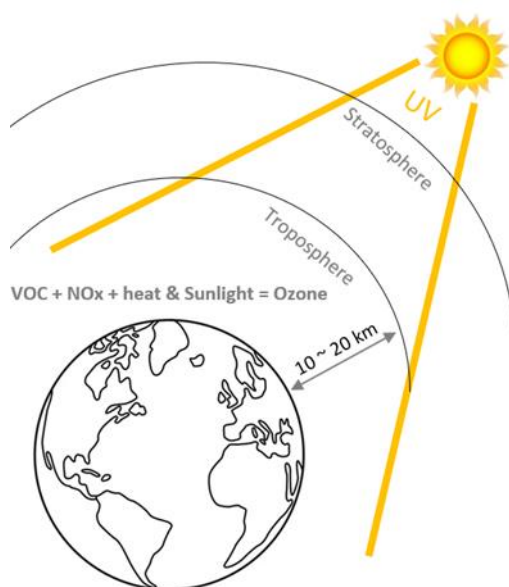 UV
Stratosphere
Troposphere
VOC + NOx + heat & Sunlight = Ozone
10 ~ 20 km